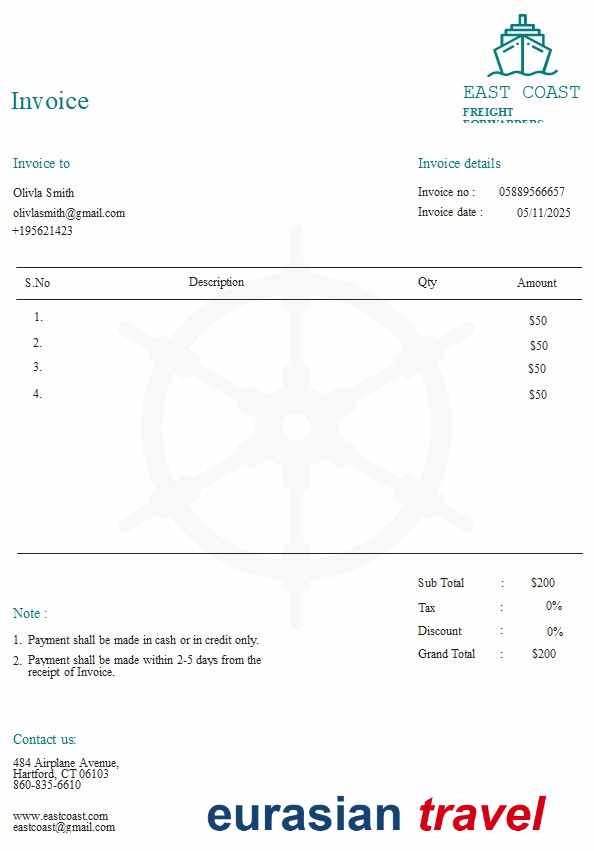 EAST COAST
FREIGHT
FORWARDERS
Invoice
Invoice to
Invoice details
Olivla Smith
Invoice no : 05889566657
olivlasmith@gmail.com
Invoice date : 05/11/2025
+195621423
S.No Description Qty Amount
1. $50
2. $50
3. $50
4. $50
Sub Total : $200
Tax : 0%
Discount : 0%
Grand Total : $200
Note :
1. Payment shall be made in cash or in credit only.
2. Payment shall be made within 2-5 days from the
receipt of Invoice.
Contact us:
484 Airplane Avenue,
Hartford, CT 06103
860-835-6610
www.eastcoast.com
eastcoast@gmail.com
eurasian travel